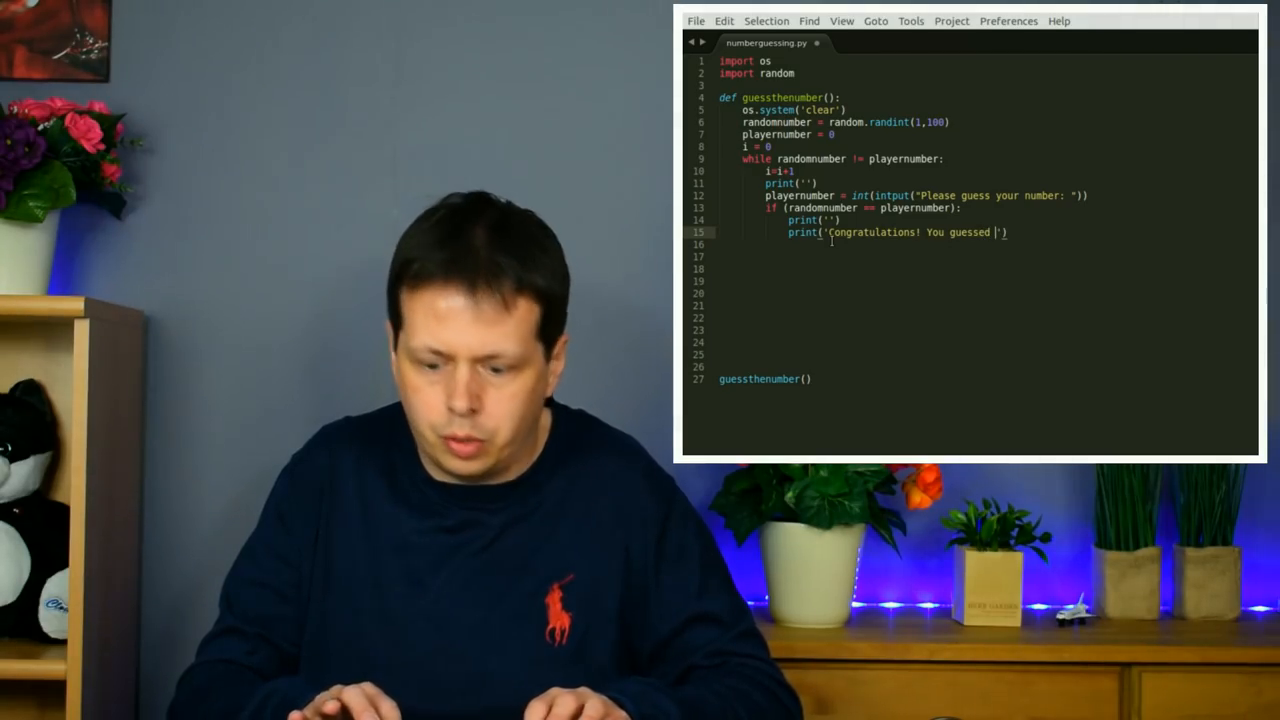 File Edit Selection Find View Goto Tools Project Preferences Help
numberguessing.py
1 import os
2 import random
3
4 def guessthenumber():
5 os.system('clear')
6 randomnumber = random.randint(1,100)
7 playernumber = 0
8 i = 0
9 while randomnumber != playernumber:
10 i=i+1
11 print('')
12 playernumber = int(intput("Please guess your number: "))
13 if (randomnumber == playernumber):
14 print('')
15 print('Congratulations! You guessed ')
16
17
18
19
20
21
22
23
24
25
26
27 guessthenumber()